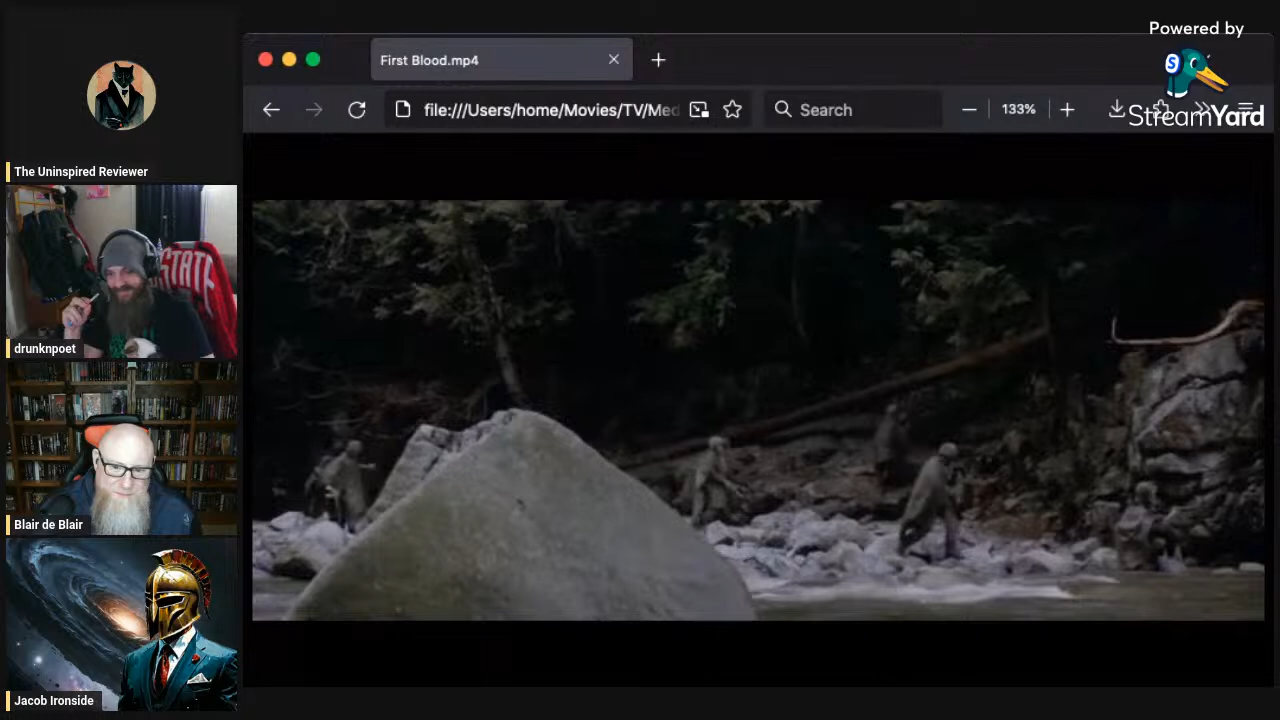 Powered by
StreamYard
First Blood.mp4
file:///Users/home/Movies/TV/Med
Search
133%
The Uninspired Reviewer
STATE
drunknpoet
Blair de Blair
Jacob Ironside